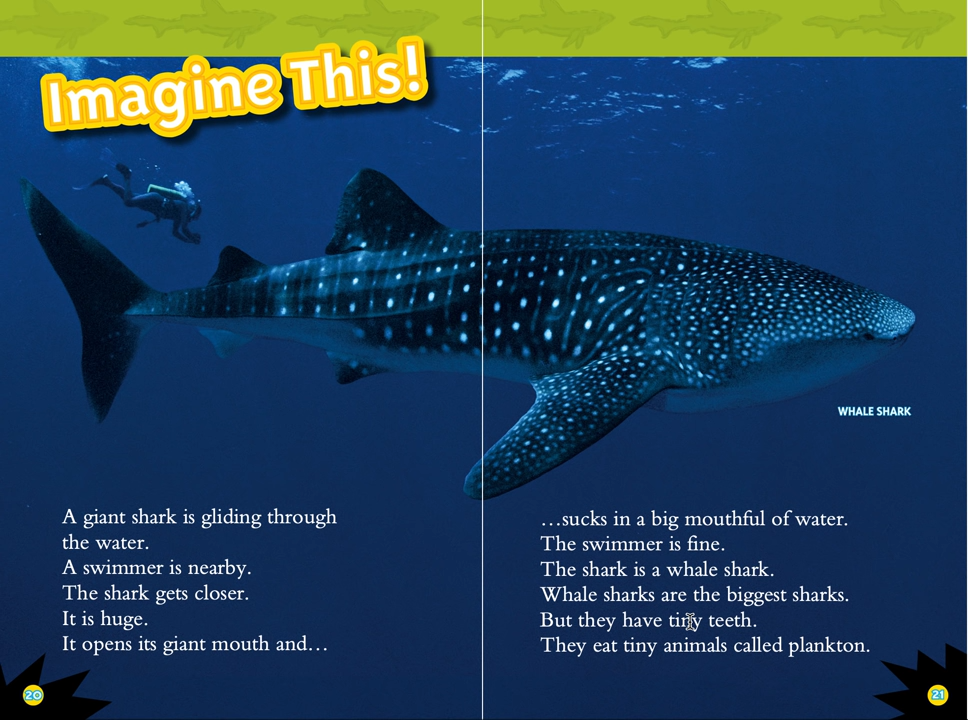 Imagine This!
WHALE SHARK
A giant shark is gliding through
the water.
A swimmer is nearby.
The shark gets closer.
It is huge.
It opens its giant mouth and…
20
…sucks in a big mouthful of water.
The swimmer is fine.
The shark is a whale shark.
Whale sharks are the biggest sharks.
But they have tiny teeth.
They eat tiny animals called plankton.
21